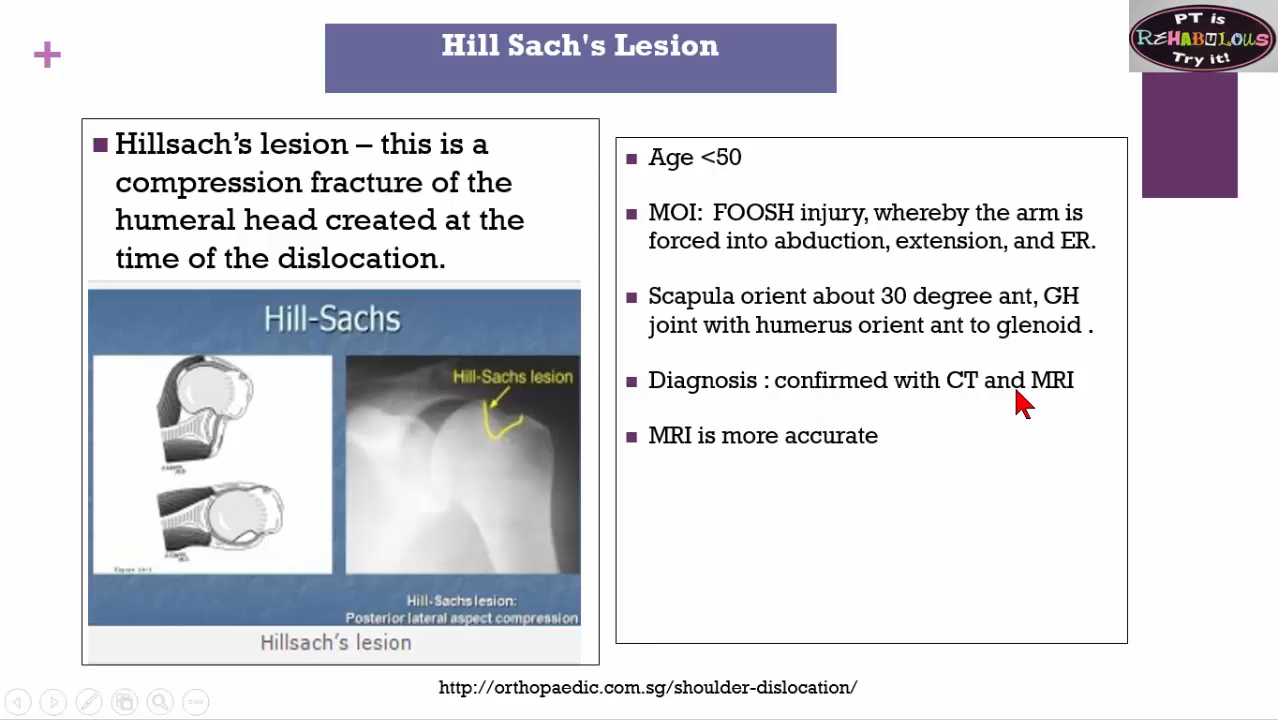 Hill Sach's Lesion
PT is
REHABULOUS
Try it!
Hillsach’s lesion – this is a
compression fracture of the
humeral head created at the
time of the dislocation.
Hill-Sachs
Hill-Sachs lesion
Hill-Sachs lesion:
Posterior lateral aspect compression
Hillsach’s lesion
Age <50
MOI: FOOSH injury, whereby the arm is
forced into abduction, extension, and ER.
Scapula orient about 30 degree ant, GH
joint with humerus orient ant to glenoid .
Diagnosis : confirmed with CT and MRI
MRI is more accurate
http://orthopaedic.com.sg/shoulder-dislocation/